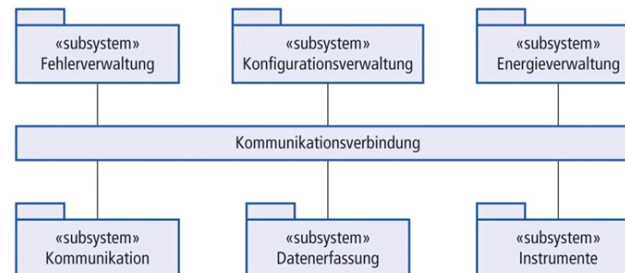 «subsystem»
Fehlerverwaltung
«subsystem»
Konfigurationsverwaltung
«subsystem»
Energieverwaltung
Kommunikationsverbindung
«subsystem»
Kommunikation
«subsystem»
Datenerfassung
«subsystem»
Instrumente